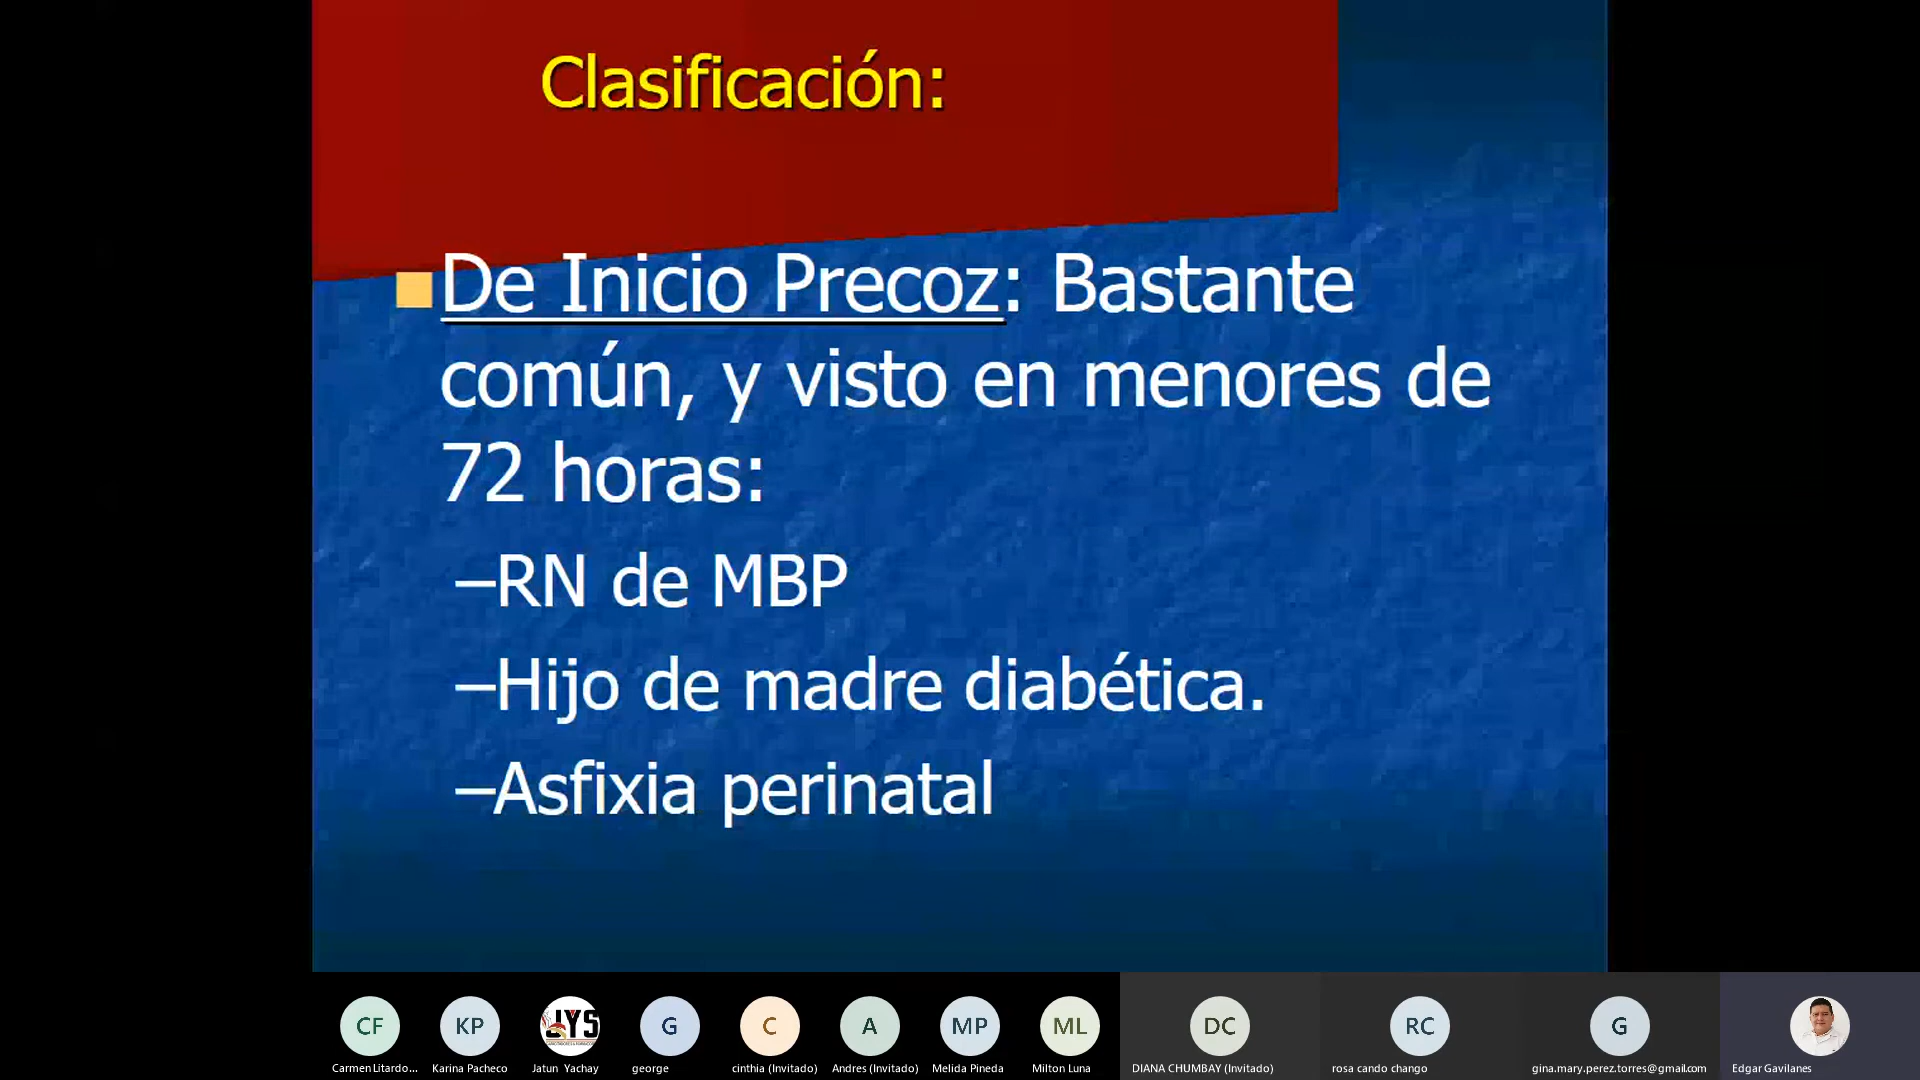 Clasificación:
De Inicio Precoz: Bastante
común, y visto en menores de
72 horas:
–RN de MBP
–Hijo de madre diabética.
–Asfixia perinatal
CF
KP
JYS
G
C
A
MP
ML
DC
RC
G
Carmen Litardo...
Karina Pacheco
Jatun Yachay
george
cinthia (Invitado)
Andres (Invitado)
Melida Pineda
Milton Luna
DIANA CHUMBAY (Invitado)
rosa cando chango
gina.mary.perez.torres@gmail.com
Edgar Gavilanes